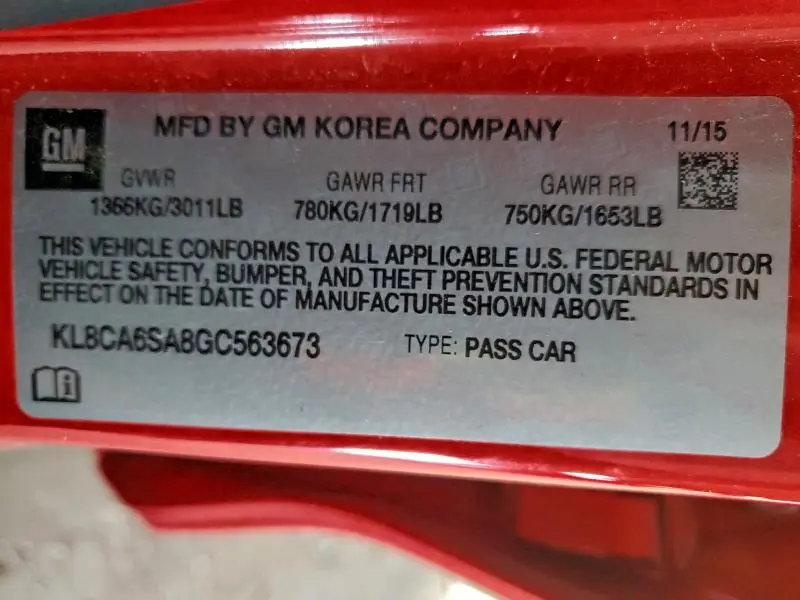 GM
MFD BY GM KOREA COMPANY 11/15
GVWR GAWR FRT GAWR RR
1366KG/3011LB 780KG/1719LB 750KG/1653LB
THIS VEHICLE CONFORMS TO ALL APPLICABLE U.S. FEDERAL MOTOR
VEHICLE SAFETY, BUMPER, AND THEFT PREVENTION STANDARDS IN
EFFECT ON THE DATE OF MANUFACTURE SHOWN ABOVE.
KL8CA6SA8GC563673 TYPE: PASS CAR
i